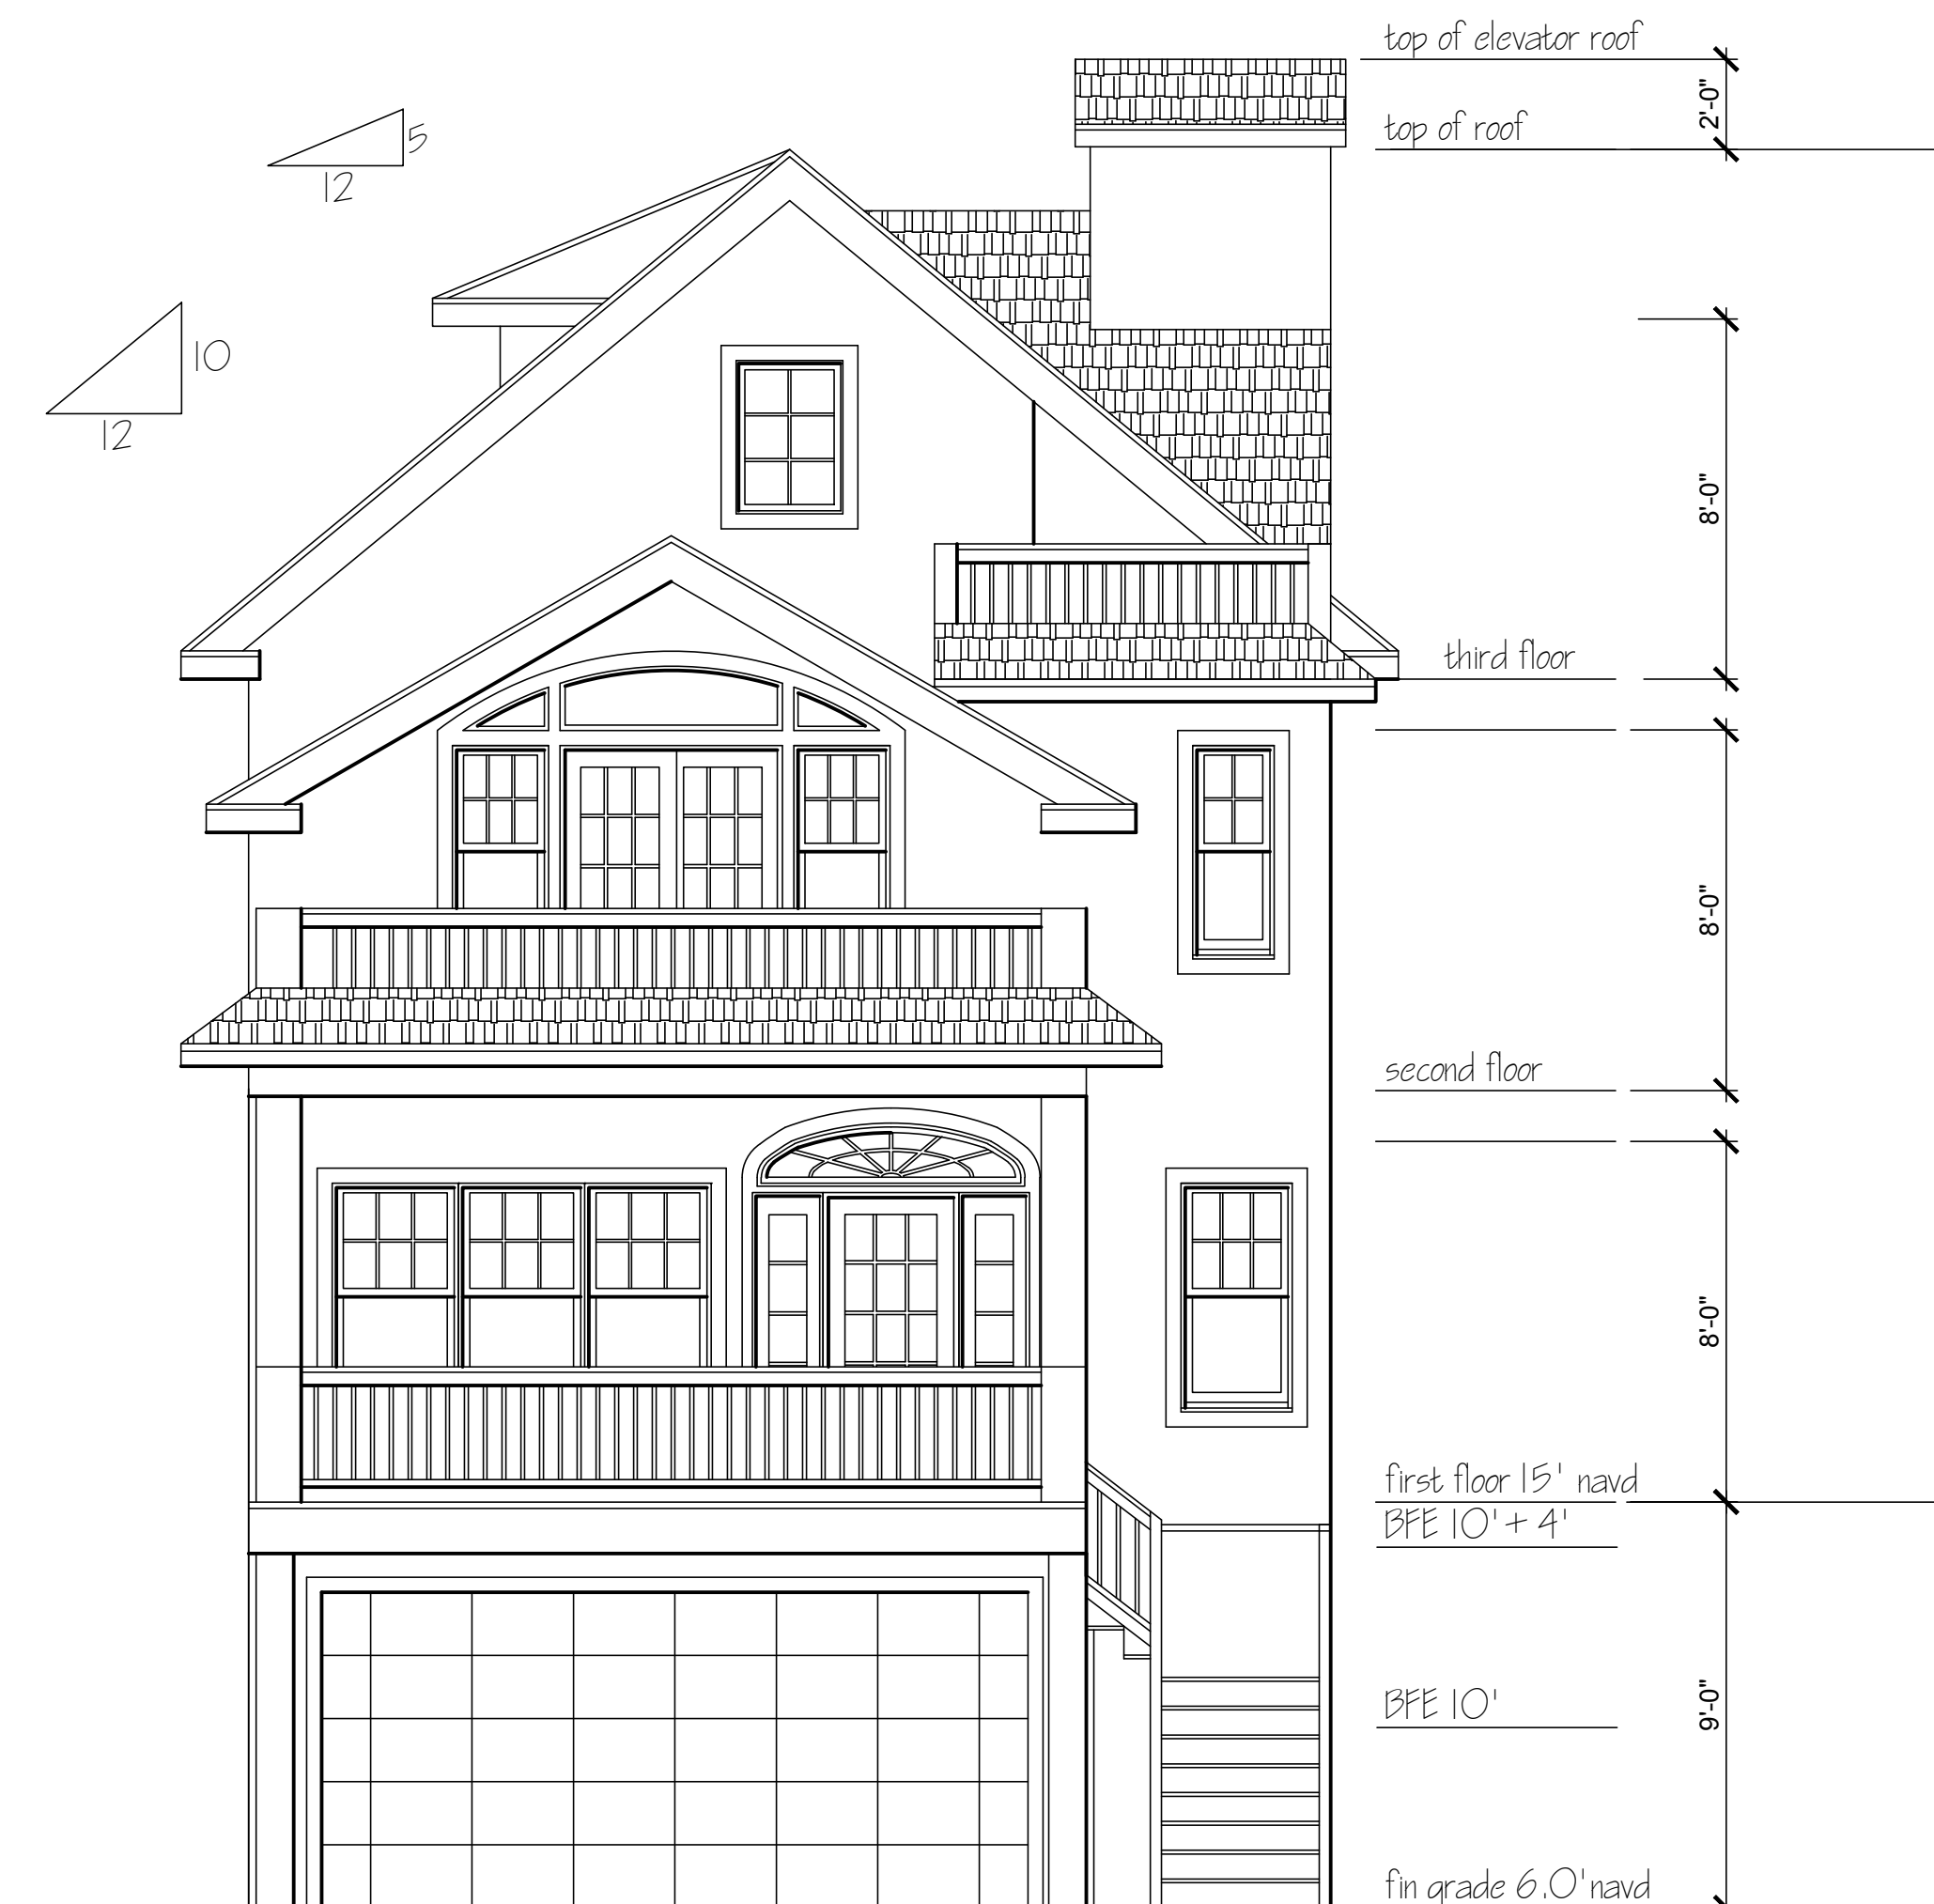 top of elevator roof
2'-0"
top of roof
5
12
10
12
8'-0"
third floor
8'-0"
second floor
8'-0"
first floor 15' navd
BFE 10' + 4'
BFE 10'
9'-0"
fin grade 6.0' navd